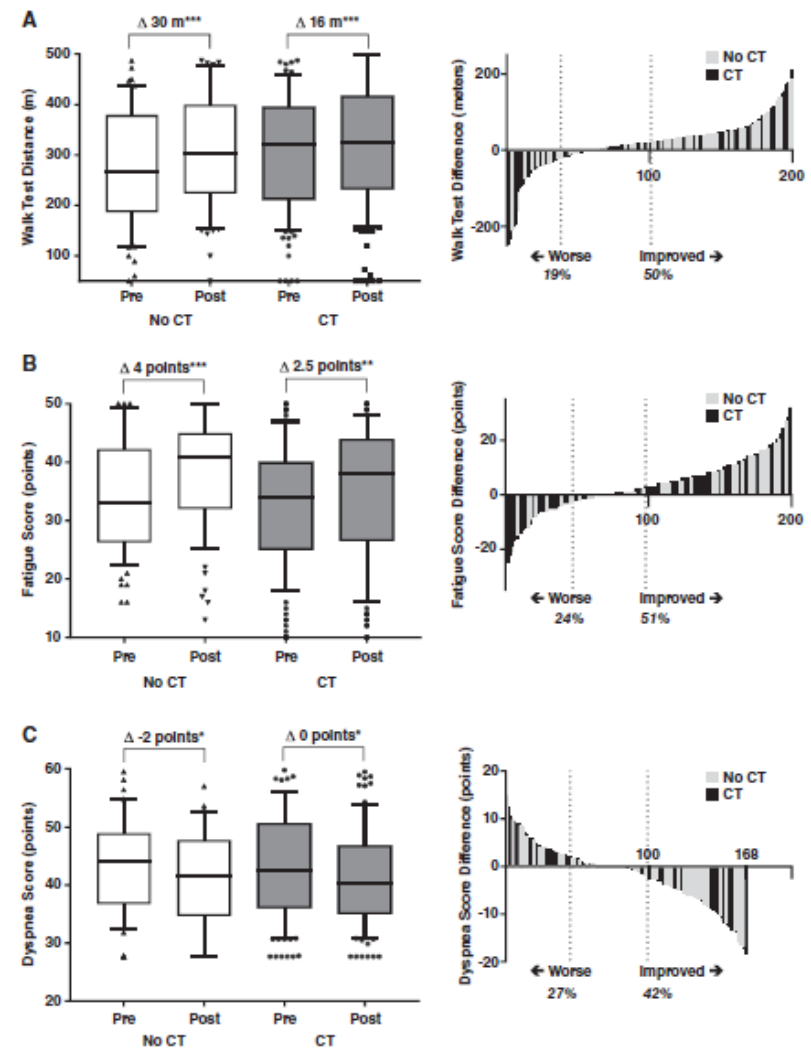 A
Δ 30 m***
Δ 16 m***
Walk Test Distance (m)
500
400
300
200
100
Pre
Post
Pre
Post
No CT
CT
Walk Test Difference (meters)
200
0
-200
No CT
CT
100
200
← Worse
Improved →
19%
50%
B
Δ 4 points***
Δ 2.5 points**
Fatigue Score (points)
50
40
30
20
10
Pre
Post
Pre
Post
No CT
CT
Fatigue Score Difference (points)
20
0
-20
No CT
CT
100
200
← Worse
Improved →
24%
51%
C
Δ -2 points*
Δ 0 points*
Dyspnea Score (points)
60
50
40
30
20
Pre
Post
Pre
Post
No CT
CT
Dyspnea Score Difference (points)
20
10
0
-10
-20
No CT
CT
100
168
← Worse
Improved →
27%
42%